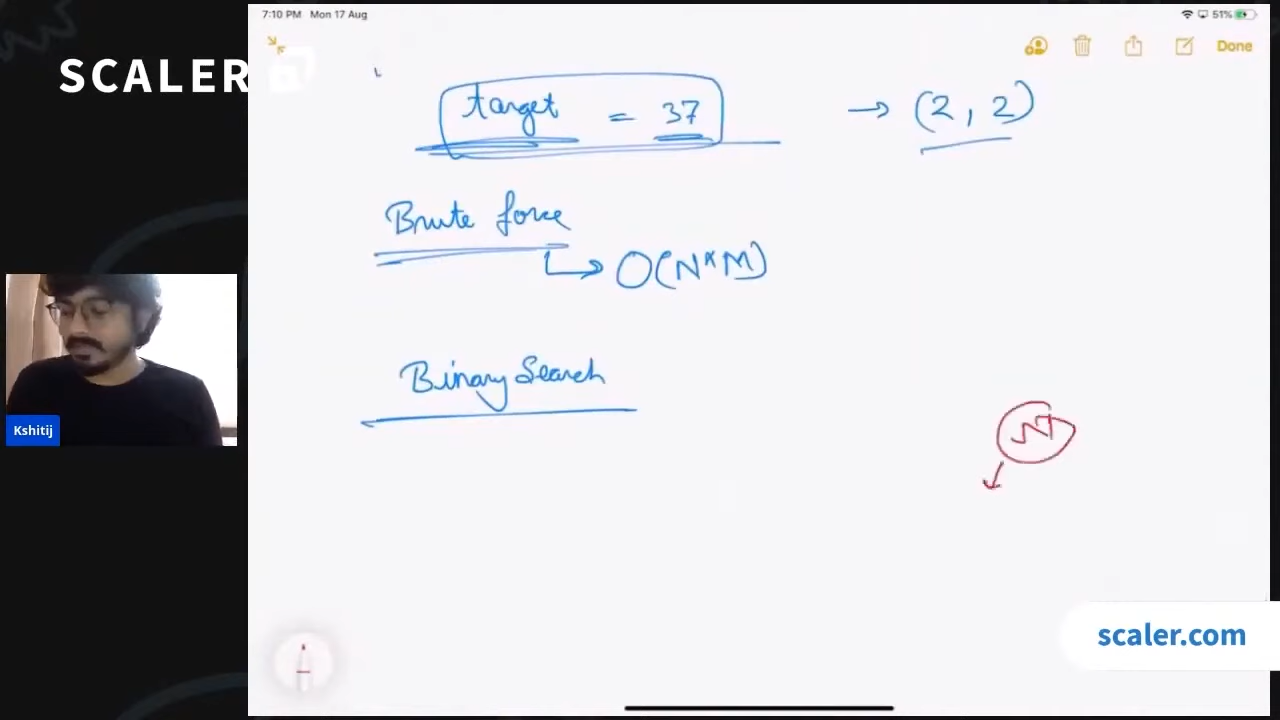 7:10 PM Mon 17 Aug
51%
SCALER
Done
target = 37 → (2, 2)
Brute force
O(N*M)
Binary Search
Kshitij
scaler.com